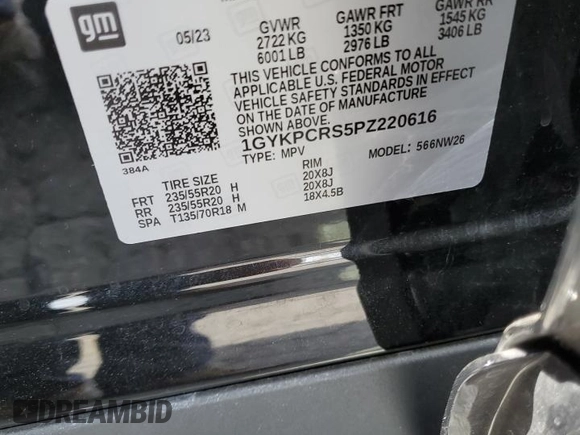 gm
05/23
GVWR
2722 KG
6001 LB
GAWR FRT
1350 KG
2976 LB
GAWR RR
1545 KG
3406 LB
THIS VEHICLE CONFORMS TO ALL
APPLICABLE U.S. FEDERAL MOTOR
VEHICLE SAFETY STANDARDS IN EFFECT
ON THE DATE OF MANUFACTURE
SHOWN ABOVE.
1GYKPCRS5PZ220616
TYPE: MPV
MODEL: 566NW26
384A
TIRE SIZE RIM
FRT 235/55R20 H 20X8J
RR 235/55R20 H 20X8J
SPA T135/70R18 M 18X4.5B
DREAMBID